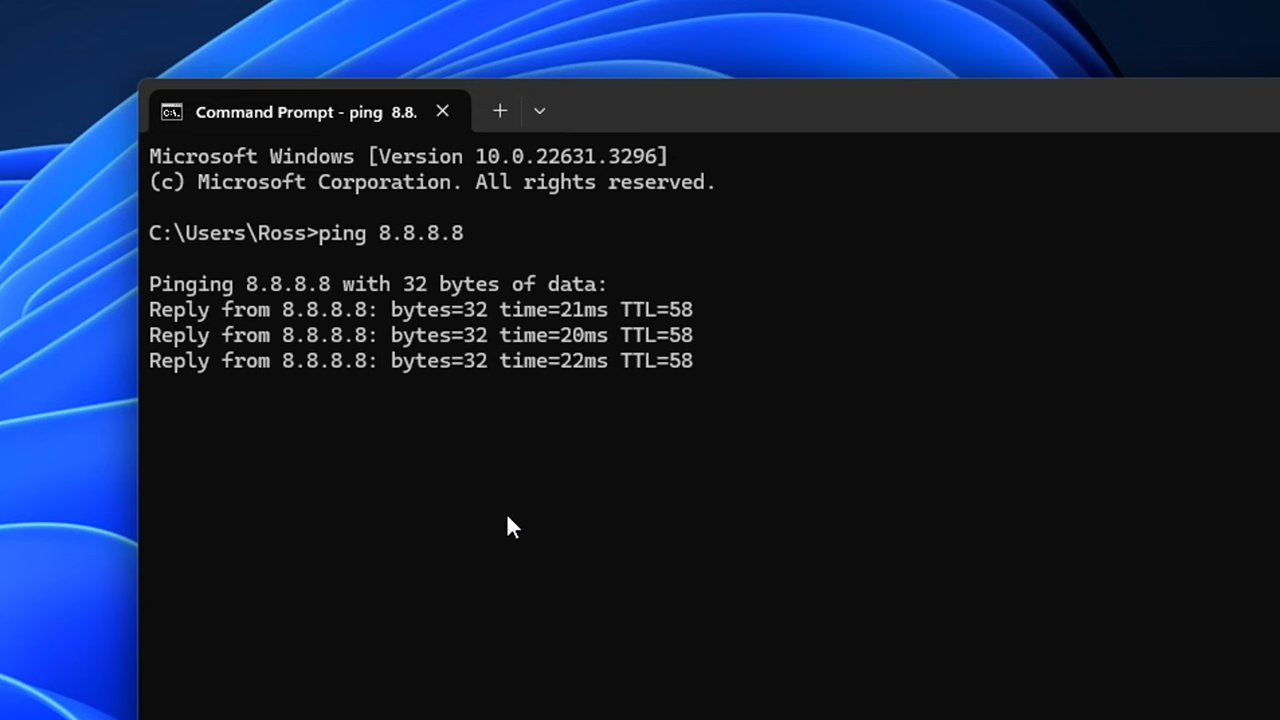 Command Prompt - ping 8.8.
Microsoft Windows [Version 10.0.22631.3296]
(c) Microsoft Corporation. All rights reserved.
C:\Users\Ross>ping 8.8.8.8
Pinging 8.8.8.8 with 32 bytes of data:
Reply from 8.8.8.8: bytes=32 time=21ms TTL=58
Reply from 8.8.8.8: bytes=32 time=20ms TTL=58
Reply from 8.8.8.8: bytes=32 time=22ms TTL=58